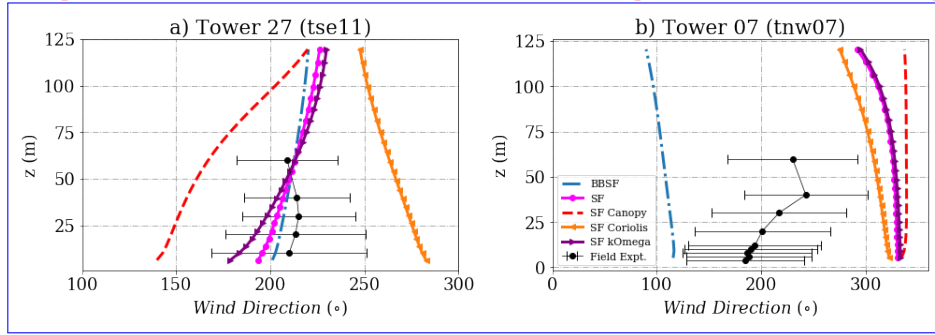 a) Tower 27 (tse11)
125
100
75
50
25
z (m)
100
150
200
250
300
Wind Direction (∘)
b) Tower 07 (tnw07)
125
100
75
50
25
0
z (m)
BBSF
SF
SF Canopy
SF Coriolis
SF kOmega
Field Expt.
0
100
200
300
Wind Direction (∘)